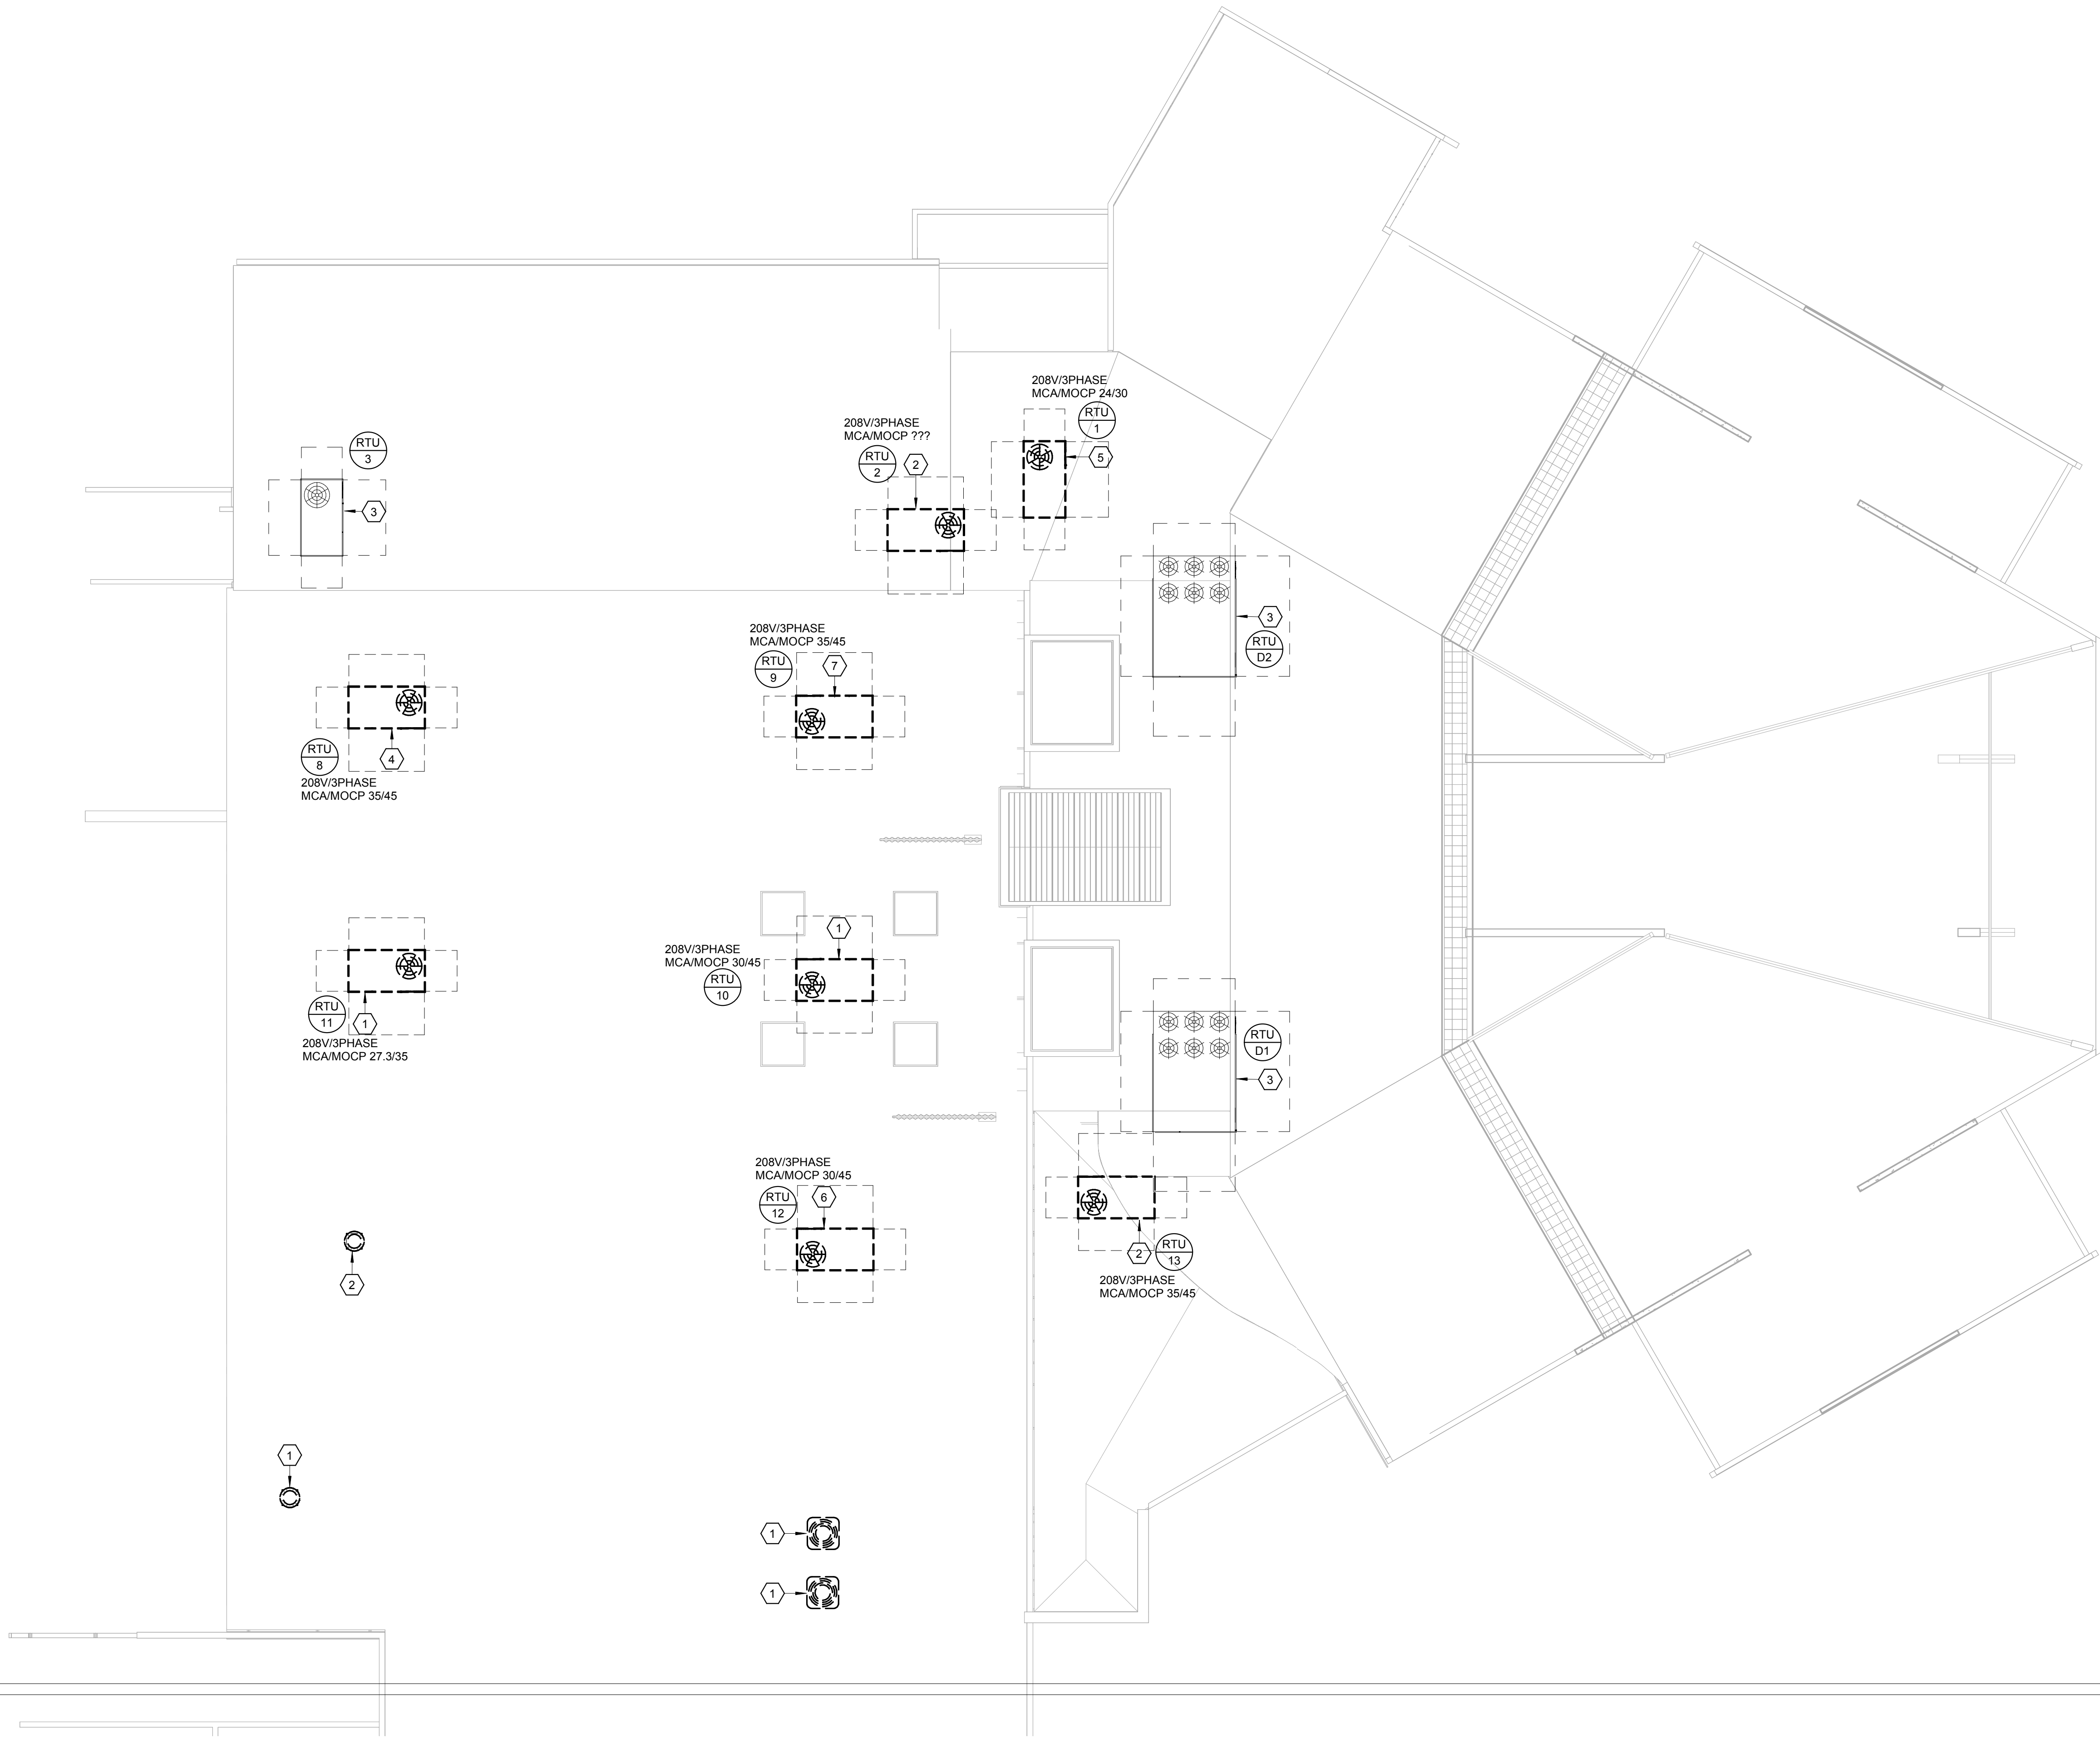 208V/3PHASE
MCA/MOCP 24/30
RTU
1
5
208V/3PHASE
MCA/MOCP ???
RTU
2
2
RTU
3
3
3
RTU
D2
208V/3PHASE
MCA/MOCP 35/45
RTU
9
7
RTU
8
4
208V/3PHASE
MCA/MOCP 35/45
1
208V/3PHASE
MCA/MOCP 30/45
RTU
10
RTU
11
1
208V/3PHASE
MCA/MOCP 27.3/35
RTU
D1
3
208V/3PHASE
MCA/MOCP 30/45
RTU
12
6
2
RTU
13
208V/3PHASE
MCA/MOCP 35/45
2
1
1
1